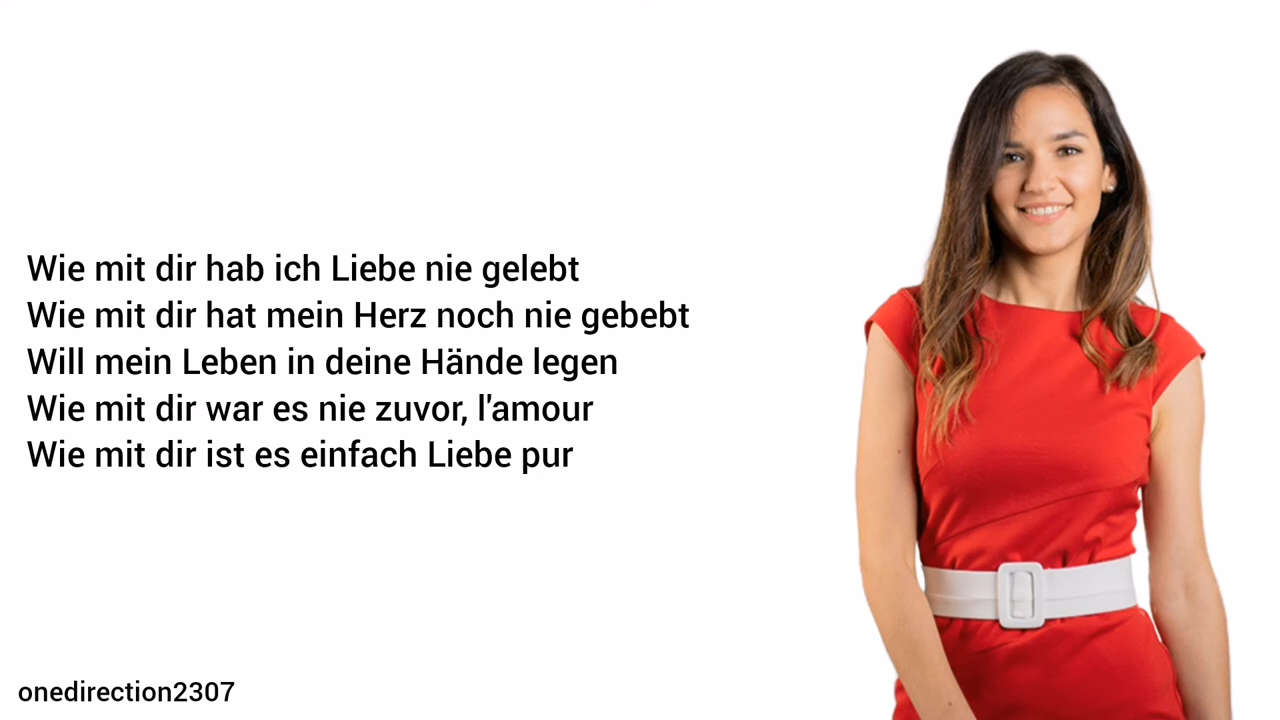 Wie mit dir hab ich Liebe nie gelebt
Wie mit dir hat mein Herz noch nie gebebt
Will mein Leben in deine Hände legen
Wie mit dir war es nie zuvor, l'amour
Wie mit dir ist es einfach Liebe pur
onedirection2307